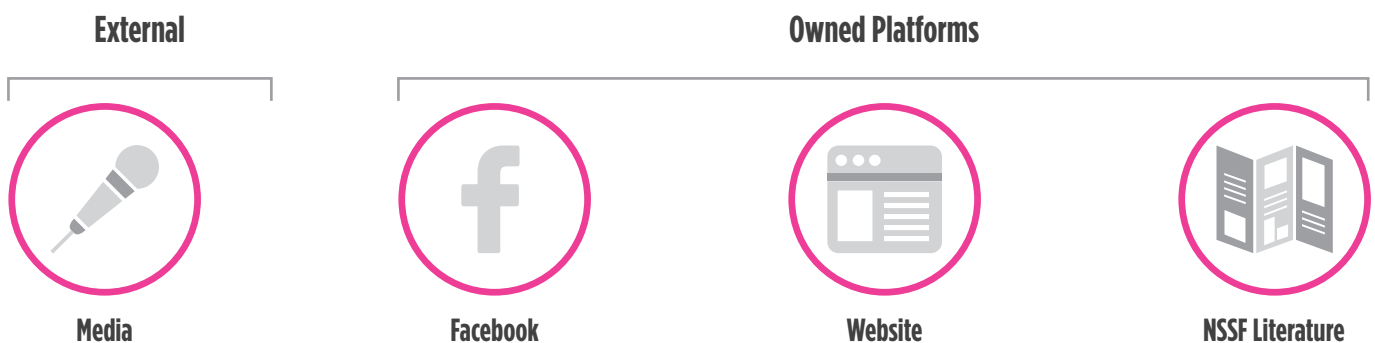 External
Owned Platforms
Media
Facebook
Website
NSSF Literature